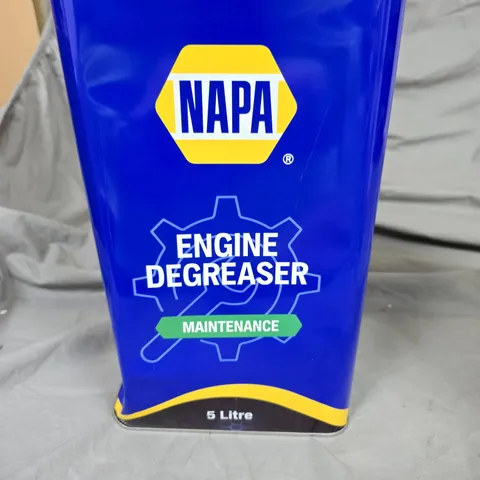 NAPA
®
ENGINE
DEGREASER
MAINTENANCE
5 Litre